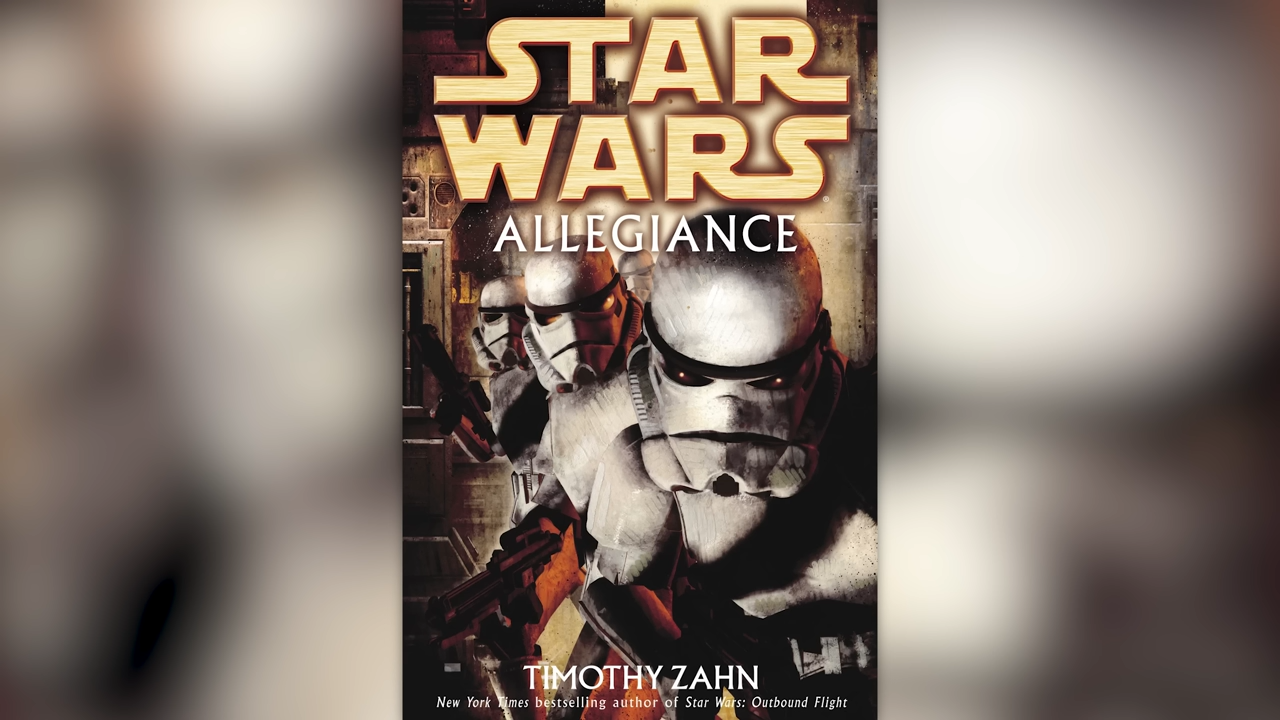 STAR
WARS®
ALLEGIANCE
TIMOTHY ZAHN
New York Times bestselling author of Star Wars: Outbound Flight